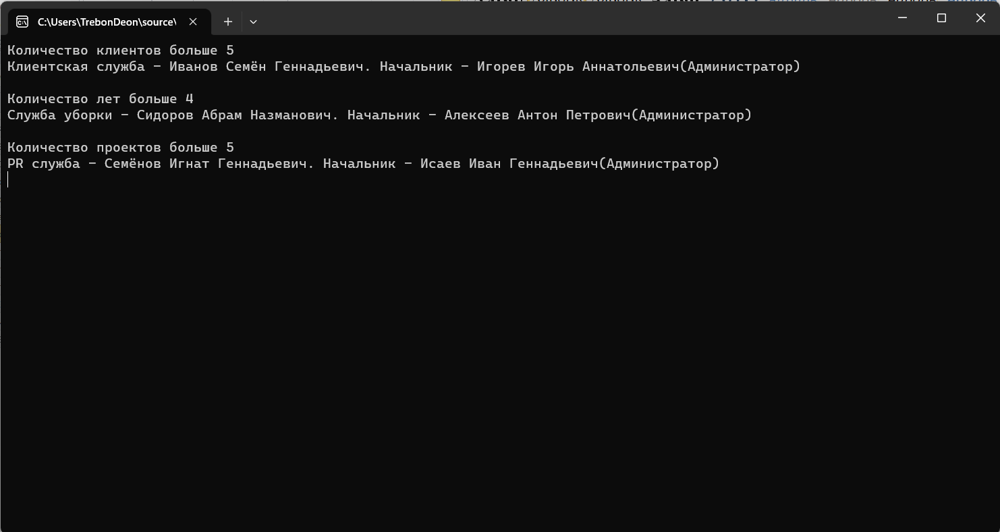 C:\Users\TrebonDeon\source\
Количество клиентов больше 5
Клиентская служба - Иванов Семён Геннадьевич. Начальник - Игорев Игорь Аннатольевич(Администратор)
Количество лет больше 4
Служба уборки - Сидоров Абрам Назманович. Начальник - Алексеев Антон Петрович(Администратор)
Количество проектов больше 5
PR служба - Семёнов Игнат Геннадьевич. Начальник - Исаев Иван Геннадьевич(Администратор)